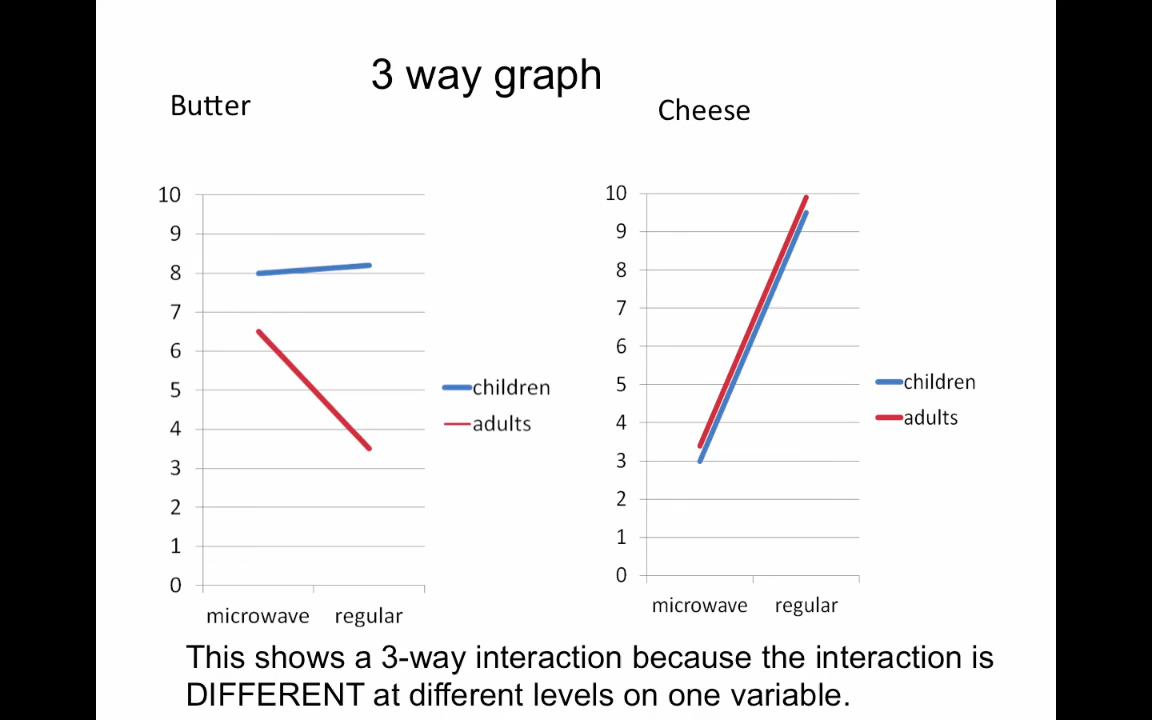 3 way graph
Butter
Cheese
10
9
8
7
6
5
4
3
2
1
0
microwave regular
children
adults
10
9
8
7
6
5
4
3
2
1
0
microwave regular
children
adults
This shows a 3-way interaction because the interaction is
DIFFERENT at different levels on one variable.